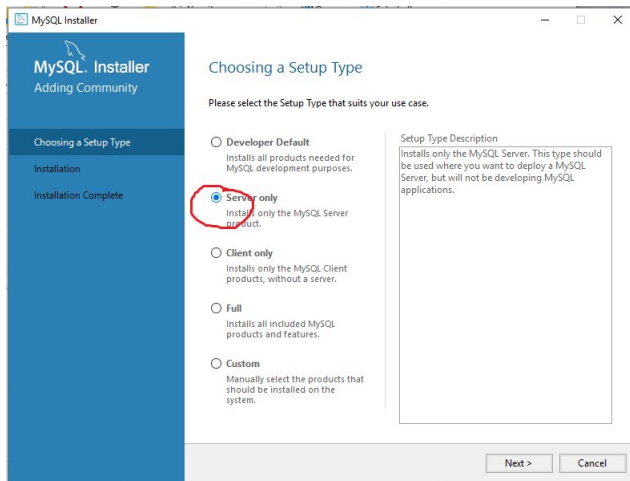 MySQL Installer
MySQL. Installer
Adding Community
Choosing a Setup Type
Installation
Installation Complete
Choosing a Setup Type
Please select the Setup Type that suits your use case.
Developer Default
Installs all products needed for
MySQL development purposes.
Server only
Installs only the MySQL Server
product.
Client only
Installs only the MySQL Client
products, without a server.
Full
Installs all included MySQL
products and features.
Custom
Manually select the products that
should be installed on the
system.
Setup Type Description
Installs only the MySQL Server. This type should
be used where you want to deploy a MySQL
Server, but will not be developing MySQL
applications.
Next >
Cancel